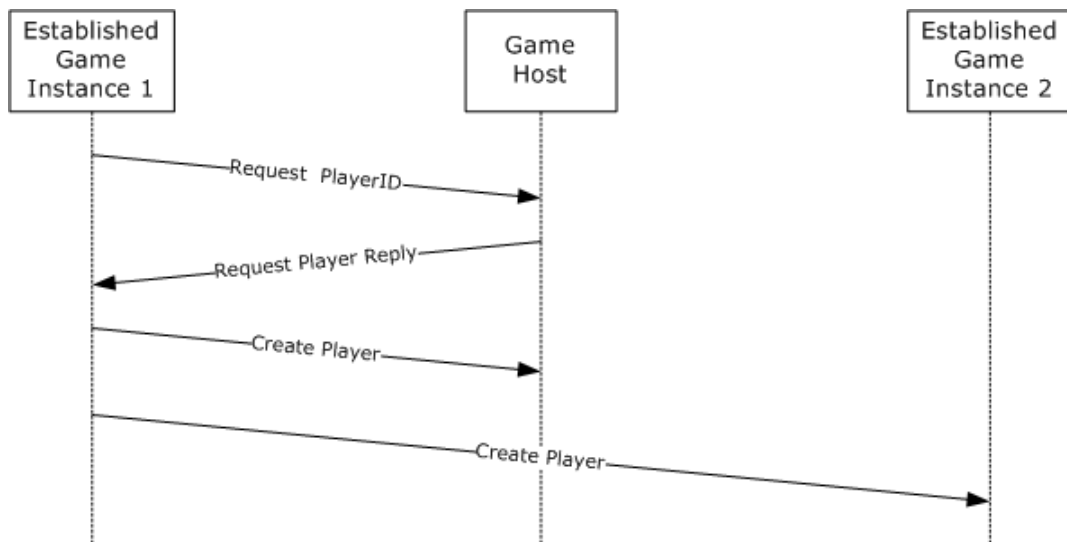 Established
Game
Instance 1
Game
Host
Established
Game
Instance 2
Request PlayerID
Request Player Reply
Create Player
Create Player